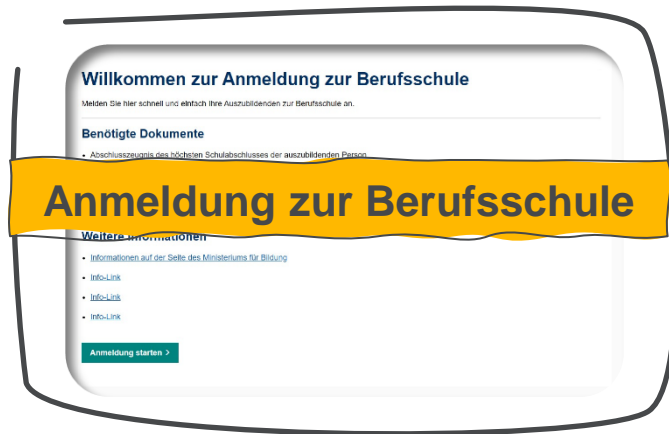 Willkommen zur Anmeldung zur Berufsschule
Melden Sie hier schnell und einfach Ihre Auszubildenden zur Berufsschule an.
Benötigte Dokumente
• Abschlusszeugnis des höchsten Schulabschlusses der auszubildenden Person
Anmeldung zur Berufsschule
Weitere Informationen
• Informationen auf der Seite des Ministeriums für Bildung
• Info-Link
• Info-Link
• Info-Link
Anmeldung starten >